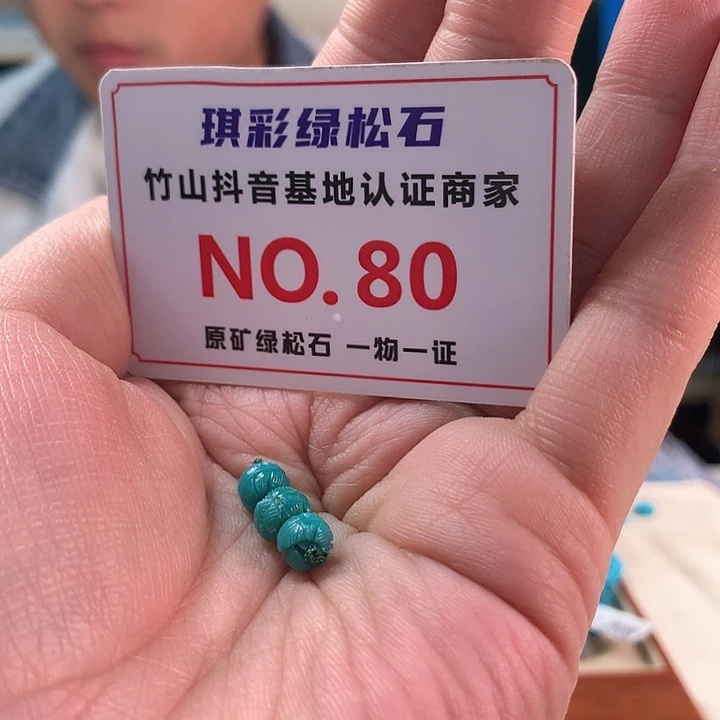 琪彩绿松石
竹山抖音基地认证商家
NO. 80
原矿绿松石 一物一证